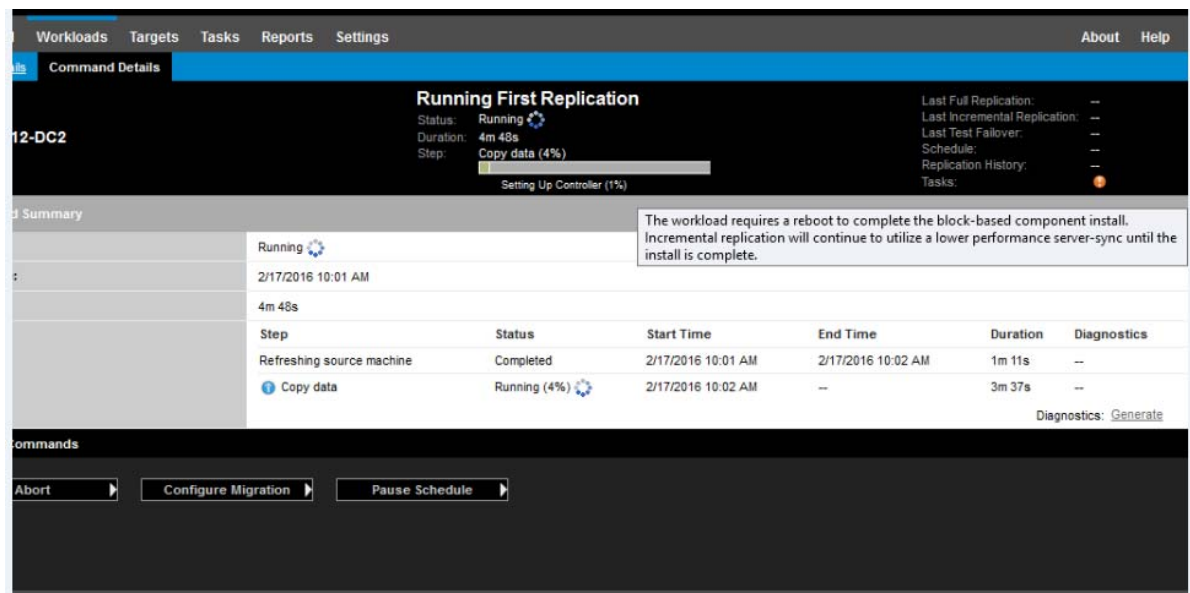 Workloads Targets Tasks Reports Settings About Help
ils Command Details
Running First Replication
Status: Running
Duration: 4m 48s
Step: Copy data (4%)
Setting Up Controller (1%)
12-DC2
Last Full Replication: --
Last Incremental Replication: --
Last Test Failover: --
Schedule: --
Replication History: --
Tasks:
d Summary
The workload requires a reboot to complete the block-based component install.
Incremental replication will continue to utilize a lower performance server-sync until the
install is complete.
Running
: 2/17/2016 10:01 AM
4m 48s
Step Status Start Time End Time Duration Diagnostics
Refreshing source machine Completed 2/17/2016 10:01 AM 2/17/2016 10:02 AM 1m 11s --
Copy data Running (4%) 2/17/2016 10:02 AM -- 3m 37s --
Diagnostics: Generate
ommands
Abort Configure Migration Pause Schedule